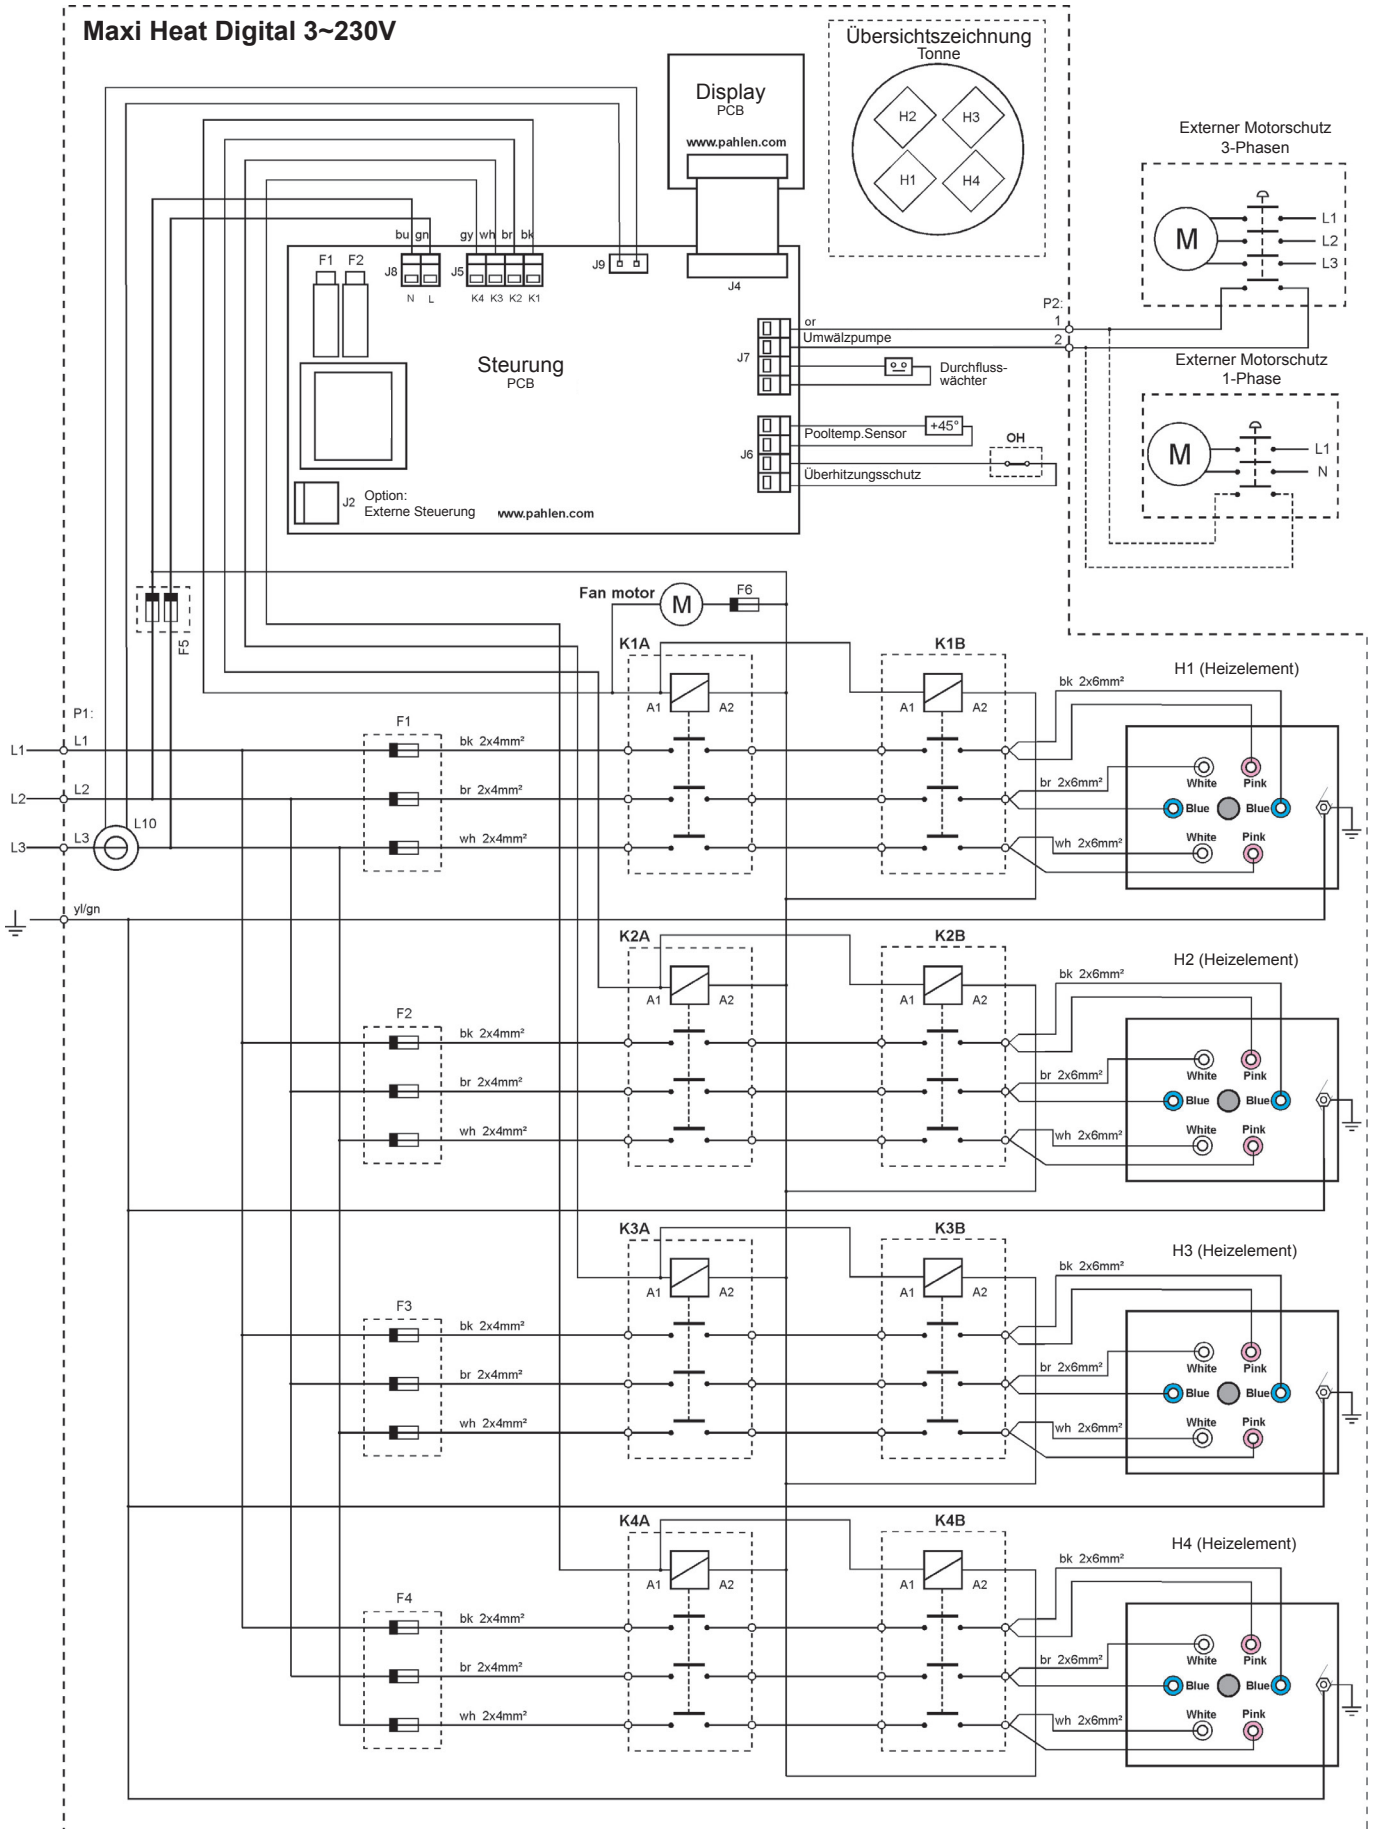 Maxi Heat Digital 3~230V
Übersichtszeichnung
Tonne
H2
H3
H1
H4
Display
PCB
www.pahlen.com
Externer Motorschutz
3-Phasen
M
L1
L2
L3
bu
gn
gy
wh
br
bk
F1
F2
J8
J5
J9
J4
N
L
K4
K3
K2
K1
P2:
1
2
or
Umwälzpumpe
J7
Durchfluss-
wächter
Steurung
PCB
Externer Motorschutz
1-Phase
M
L1
N
Pooltemp.Sensor
+45°
J6
OH
Überhitzungsschutz
J2
Option:
Externe Steuerung
www.pahlen.com
Fan motor
M
F6
F5
K1A
K1B
H1 (Heizelement)
A1
A2
A1
A2
bk 2x6mm²
P1:
F1
L1
L1
bk 2x4mm²
L2
L2
br 2x4mm²
br 2x6mm²
L3
L3
L10
wh 2x4mm²
wh 2x6mm²
White
Pink
Blue
Blue
White
Pink
yl/gn
K2A
K2B
H2 (Heizelement)
A1
A2
A1
A2
bk 2x6mm²
F2
bk 2x4mm²
br 2x4mm²
br 2x6mm²
wh 2x4mm²
wh 2x6mm²
White
Pink
Blue
Blue
White
Pink
K3A
K3B
H3 (Heizelement)
A1
A2
A1
A2
bk 2x6mm²
F3
bk 2x4mm²
br 2x4mm²
br 2x6mm²
wh 2x4mm²
wh 2x6mm²
White
Pink
Blue
Blue
White
Pink
K4A
K4B
H4 (Heizelement)
A1
A2
A1
A2
bk 2x6mm²
F4
bk 2x4mm²
br 2x4mm²
br 2x6mm²
wh 2x4mm²
wh 2x6mm²
White
Pink
Blue
Blue
White
Pink